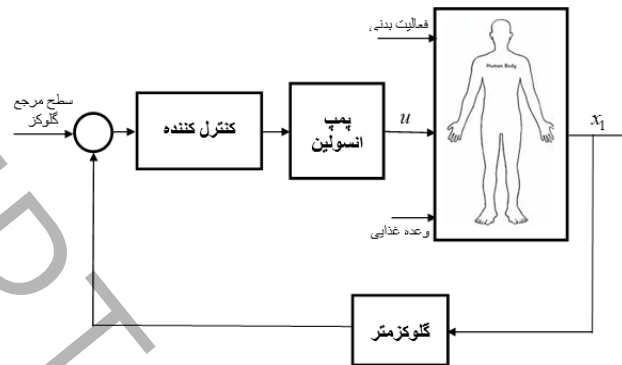 فعالیت بدنی
Human Body
سطح مرجع
گلوکز
کنترل کننده
پمپ
انسولین
u
x1
وعده غذایی
گلوکزمتر